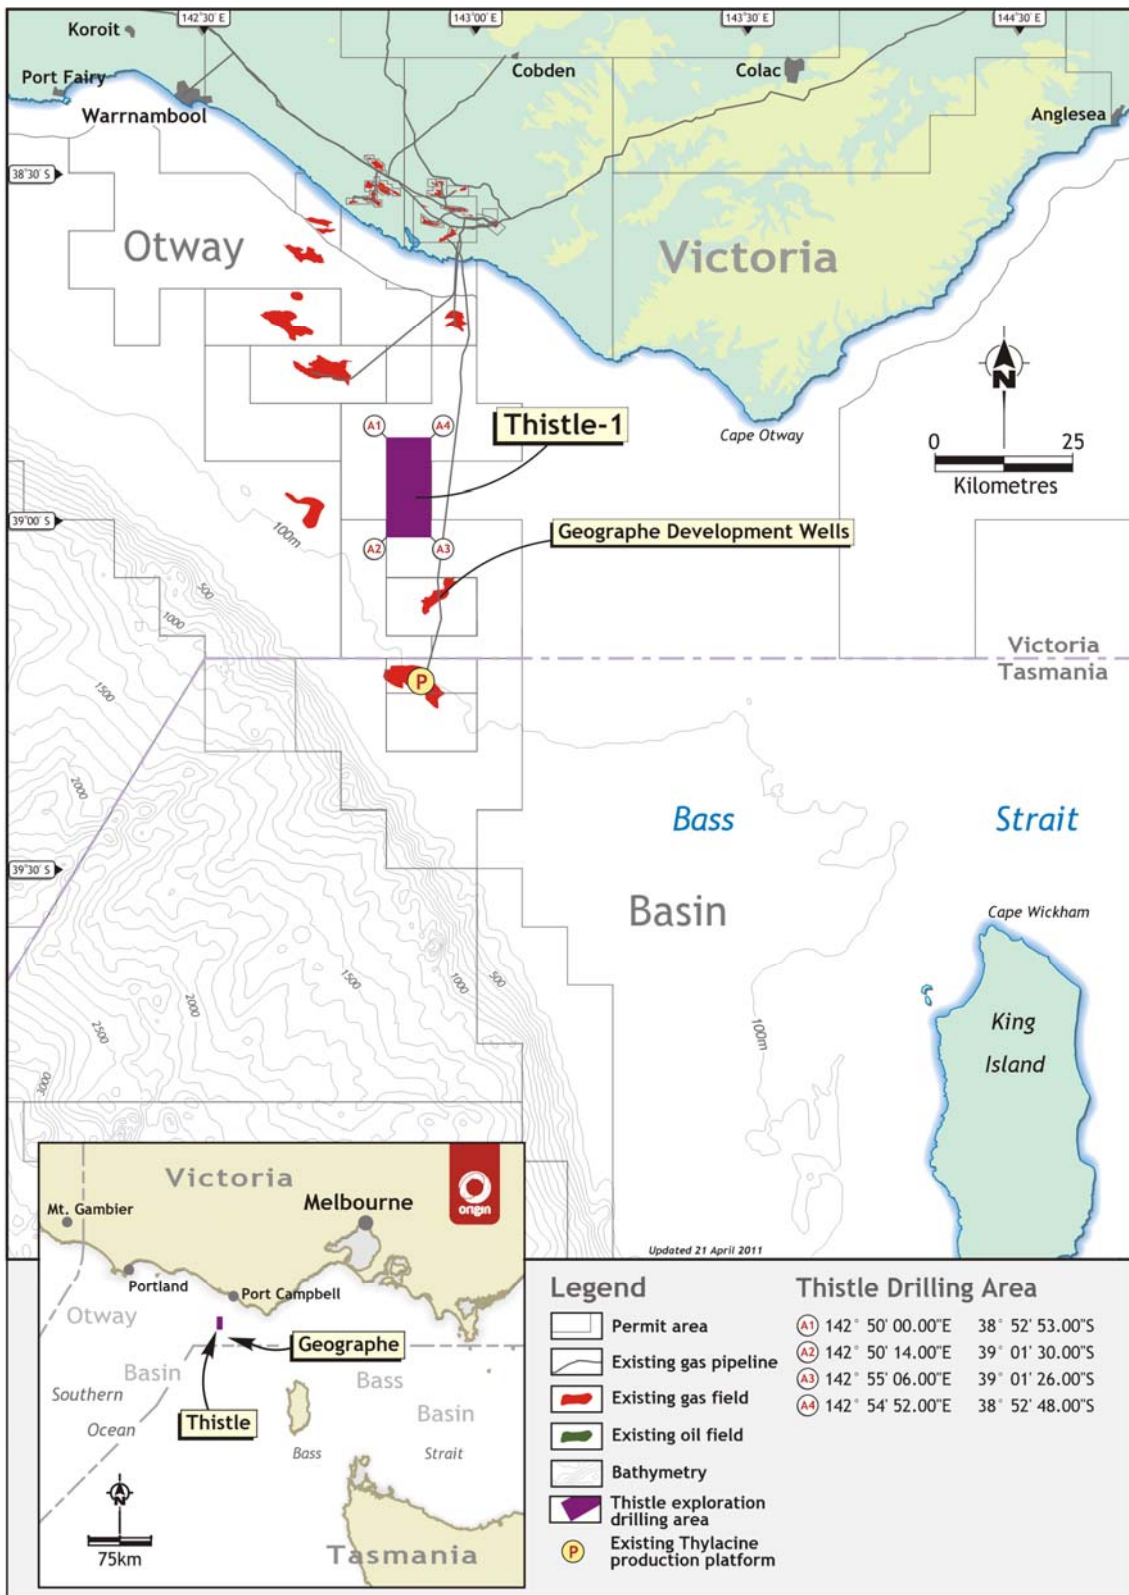 142°30' E
143°00' E
143°30' E
144°30' E
Koroit
Port Fairy
Warrnambool
Cobden
Colac
Anglesea
38°30' S
Otway
Victoria
N
Thistle-1
A1
A4
Cape Otway
0
25
Kilometres
39°00' S
100m
A2
A3
Geographe Development Wells
500
1000
Victoria
Tasmania
P
1500
2000
Bass
Strait
39°30' S
Basin
Cape Wickham
500
1000
1500
2000
2500
3000
100m
King
Island
Updated 21 April 2011
Victoria
origin
Melbourne
Mt. Gambier
Portland
Port Campbell
Otway
Geographe
Basin
Bass
Southern
Ocean
Thistle
Basin
Bass
Strait
N
75km
Tasmania
Legend
Permit area
Existing gas pipeline
Existing gas field
Existing oil field
Bathymetry
Thistle exploration
drilling area
P Existing Thylacine
production platform
Thistle Drilling Area
A1 142° 50' 00.00"E 38° 52' 53.00"S
A2 142° 50' 14.00"E 39° 01' 30.00"S
A3 142° 55' 06.00"E 39° 01' 26.00"S
A4 142° 54' 52.00"E 38° 52' 48.00"S